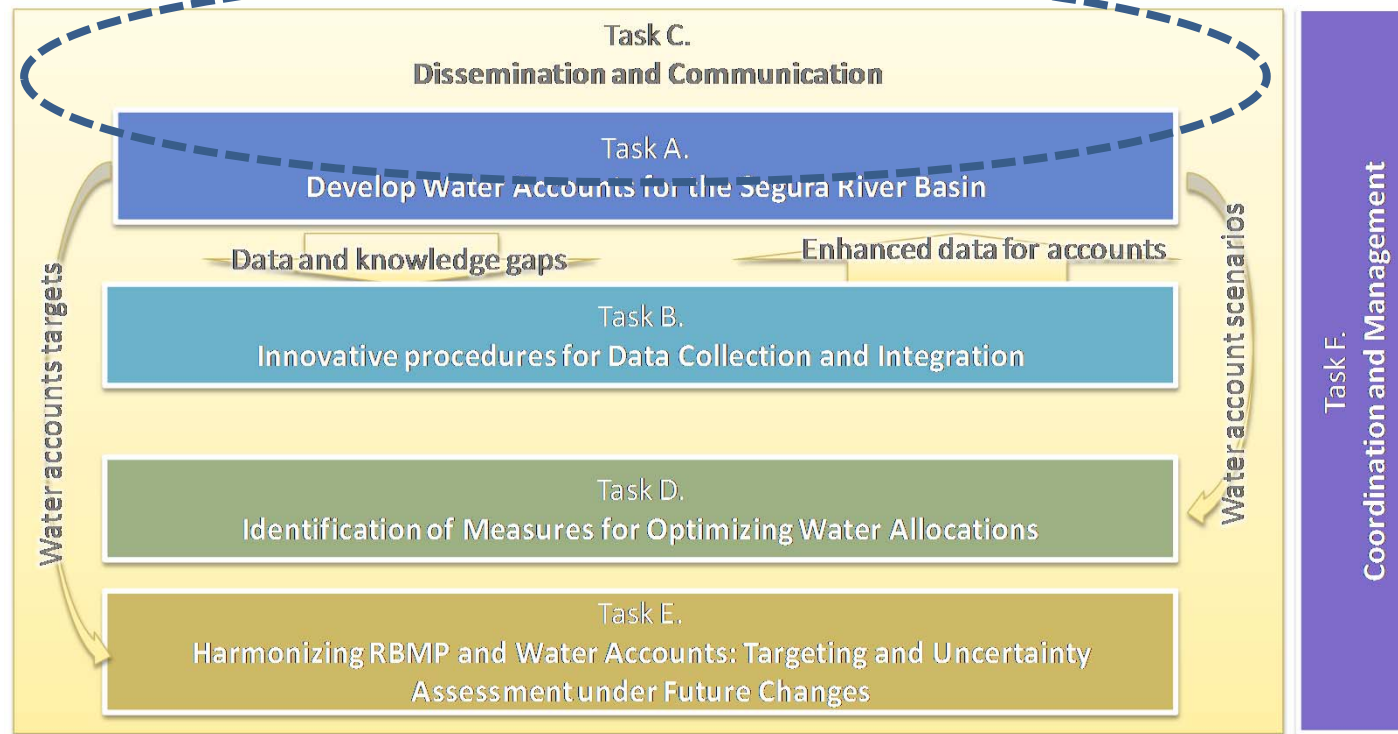 Task C.
Dissemination and Communication
Task A.
Develop Water Accounts for the Segura River Basin
Data and knowledge gaps
Enhanced data for accounts
Task B.
Innovative procedures for Data Collection and Integration
Task D.
Identification of Measures for Optimizing Water Allocations
Task E.
Harmonizing RBMP and Water Accounts: Targeting and Uncertainty
Assessment under Future Changes
Water accounts targets
Water account scenarios
Task F.
Coordination and Management